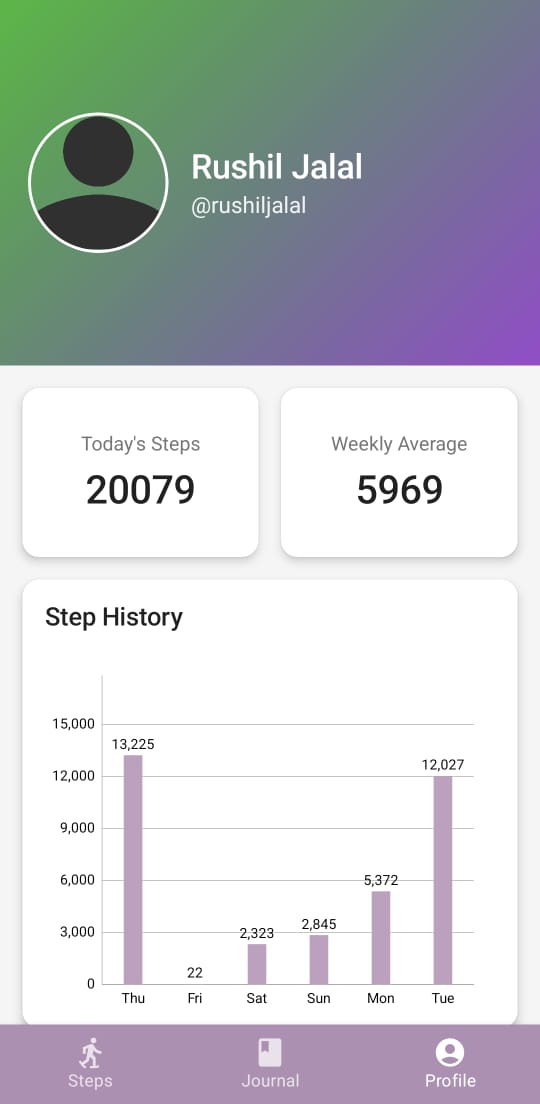 Rushil Jalal
@rushiljalal
Today's Steps
20079
Weekly Average
5969
Step History
15,000
13,225
12,027
12,000
9,000
6,000
5,372
3,000
2,323
2,845
22
0
Thu Fri Sat Sun Mon Tue
Steps Journal Profile